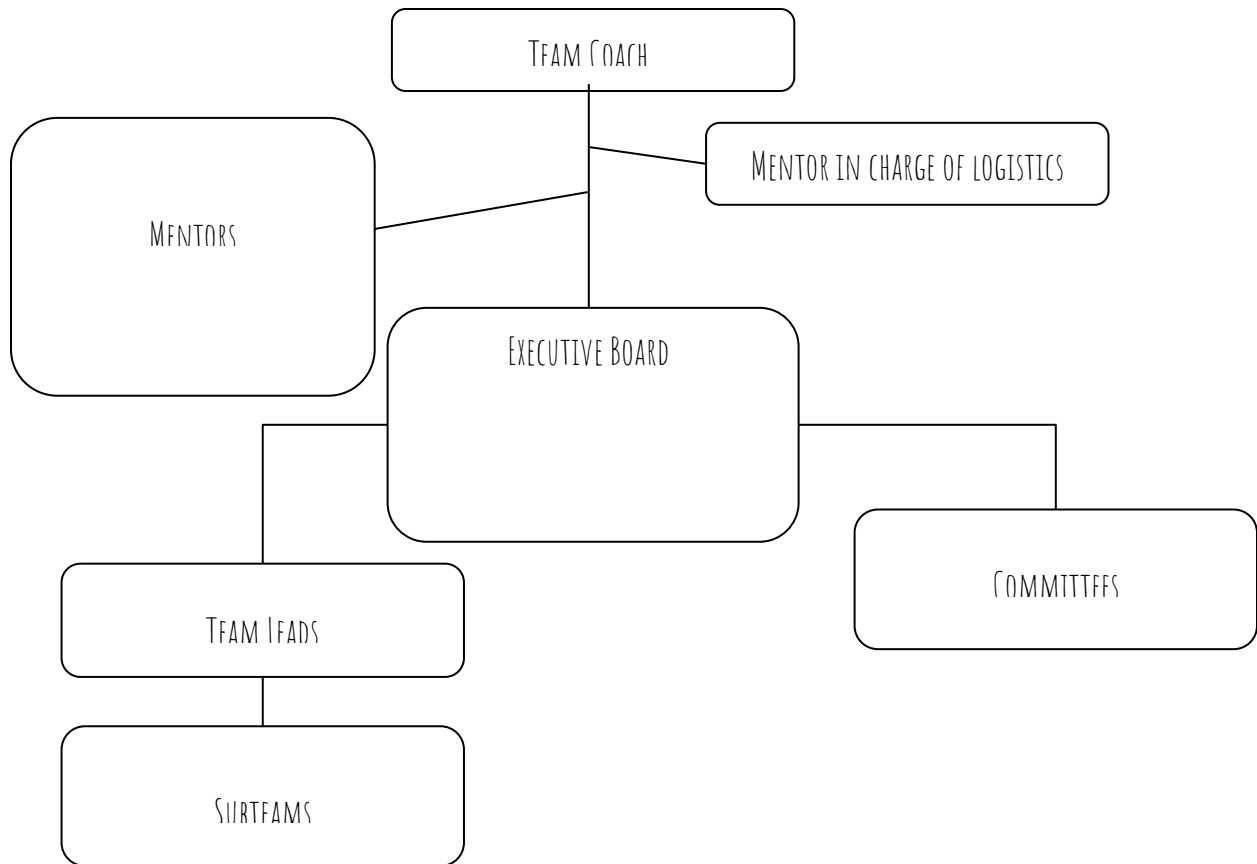 Team Coach
Mentor in charge of logistics
Mentors
Executive Board
Committees
Team Leads
Subteams